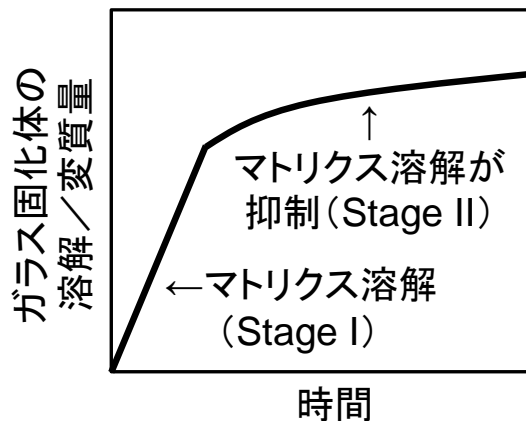 ガラス固化体の
溶解／変質量
↑
マトリクス溶解が
抑制（Stage II）
←マトリクス溶解
（Stage I）
時間